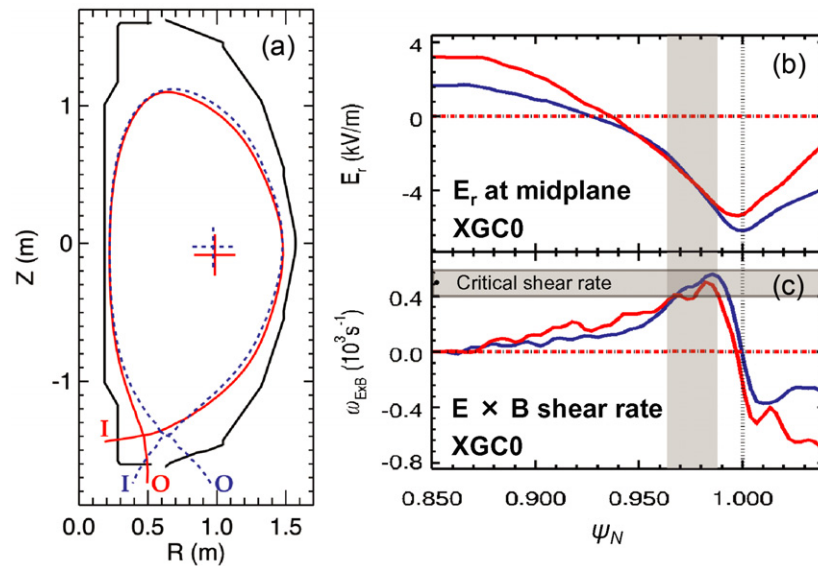 (a)
1
0
-1
Z (m)
I
I
O
O
0.0 0.5 1.0 1.5
R (m)
(b)
4
0
-4
E_r (kV/m)
E_r at midplane
XGC0
Critical shear rate
(c)
0.4
0.0
-0.4
-0.8
ω_ExB (10³s⁻¹)
E × B shear rate
XGC0
0.850 0.900 0.950 1.000
ψ_N